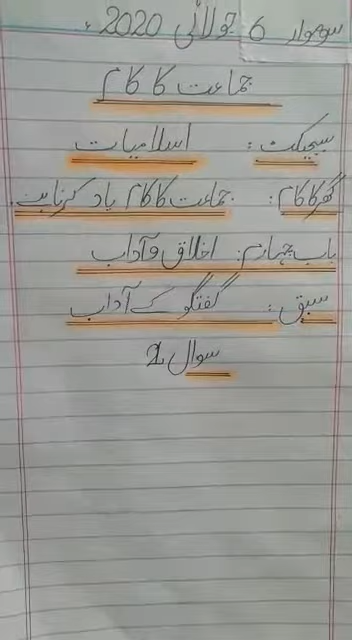 سوموار 6 جولائی 2020ء
جماعت کا کام
سبجیکٹ: اسلامیات
گھر کا کام: جماعت کا کام یاد کرنا ہے.
باب چہارم: اخلاق و آداب
سبق: گفتگو کے آداب
سوال 2